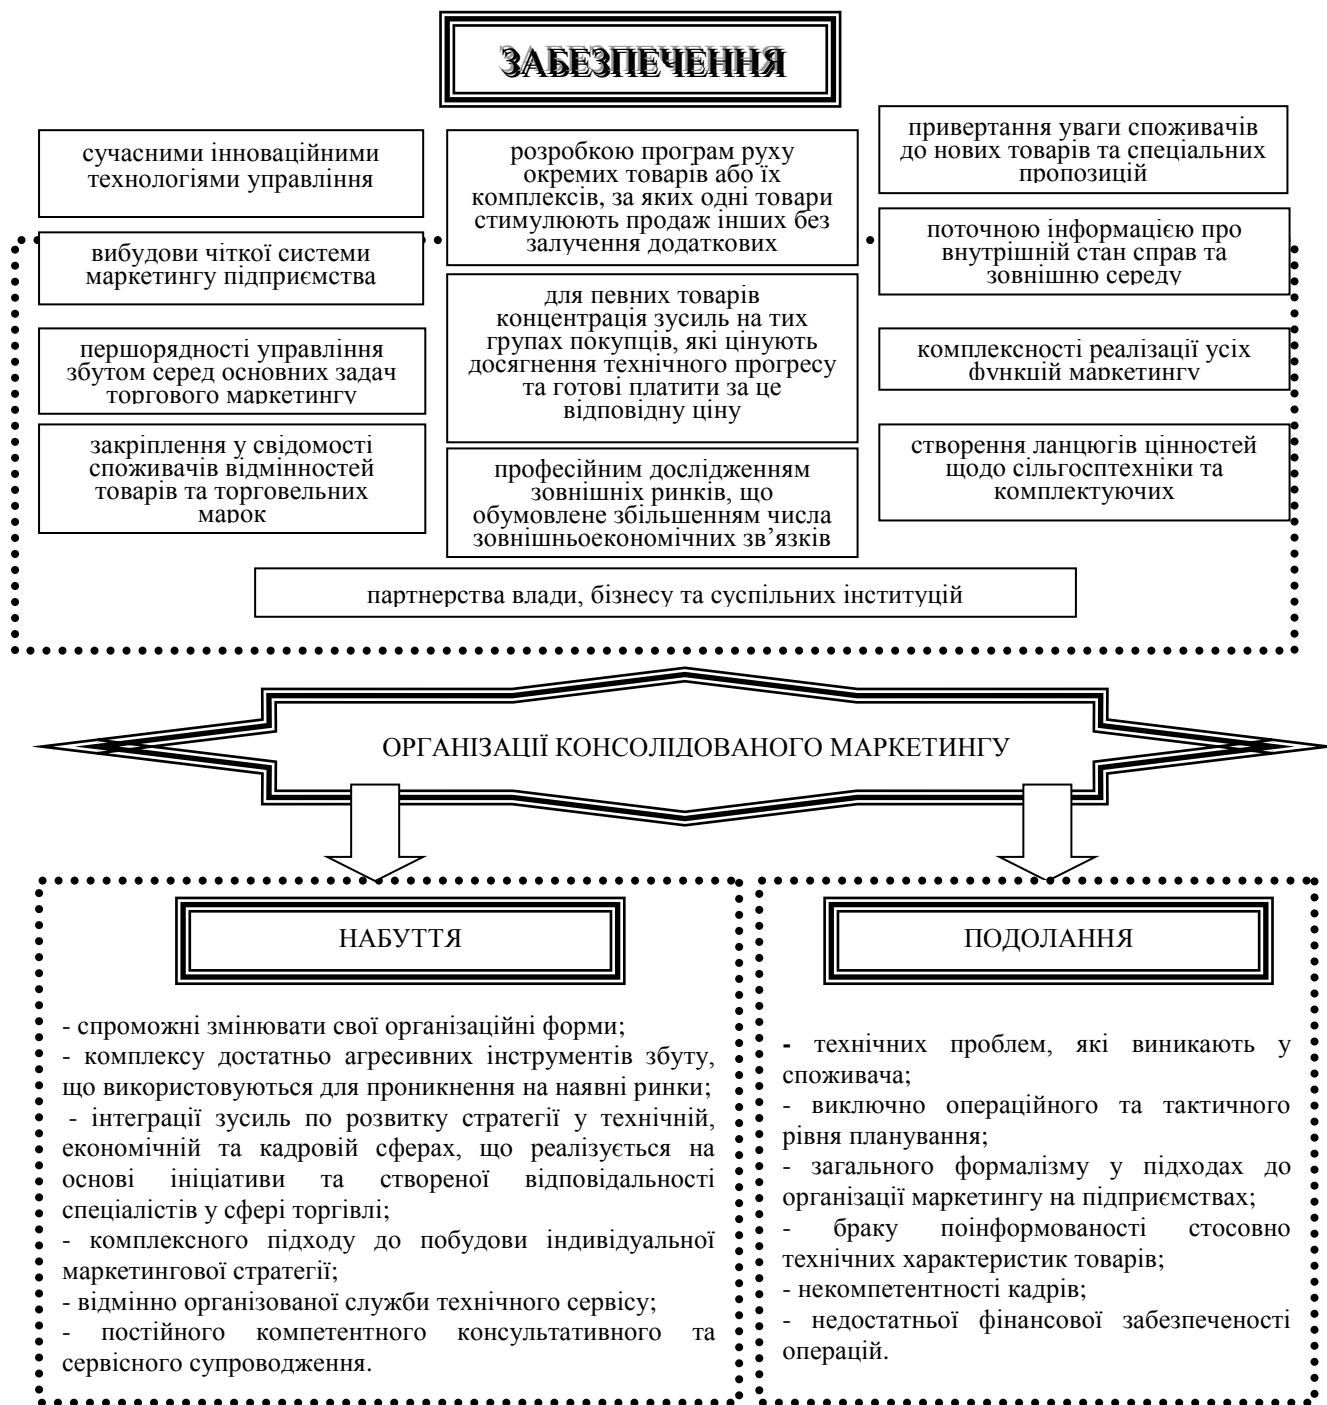 ЗАБЕЗПЕЧЕННЯ
сучасними інноваційними
технологіями управління
вибудови чіткої системи
маркетингу підприємства
першорядності управління
збутом серед основних задач
торгового маркетингу
закріплення у свідомості
споживачів відмінностей
товарів та торговельних
марок
розробкою програм руху
окремих товарів або їх
комплексів, за яких одні товари
стимулюють продаж інших без
залучення додаткових
для певних товарів
концентрація зусиль на тих
групах покупців, які цінують
досягнення технічного прогресу
та готові платити за це
відповідну ціну
професійним дослідженням
зовнішніх ринків, що
обумовлене збільшенням числа
зовнішньоекономічних зв’язків
привертання уваги споживачів
до нових товарів та спеціальних
пропозицій
поточною інформацією про
внутрішній стан справ та
зовнішню середу
комплексності реалізації усіх
функцій маркетингу
створення ланцюгів цінностей
щодо сільгосптехніки та
комплектуючих
партнерства влади, бізнесу та суспільних інституцій
ОРГАНІЗАЦІЇ КОНСОЛІДОВАНОГО МАРКЕТИНГУ
НАБУТТЯ
- спроможні змінювати свої організаційні форми;
- комплексу достатньо агресивних інструментів збуту,
що використовуються для проникнення на наявні ринки;
- інтеграції зусиль по розвитку стратегії у технічній,
економічній та кадровій сферах, що реалізується на
основі ініціативи та створеної відповідальності
спеціалістів у сфері торгівлі;
- комплексного підходу до побудови індивідуальної
маркетингової стратегії;
- відмінно організованої служби технічного сервісу;
- постійного компетентного консультативного та
сервісного супроводження.
ПОДОЛАННЯ
- технічних проблем, які виникають у
споживача;
- виключно операційного та тактичного
рівня планування;
- загального формалізму у підходах до
організації маркетингу на підприємствах;
- браку поінформованості стосовно
технічних характеристик товарів;
- некомпетентності кадрів;
- недостатньої фінансової забезпеченості
операцій.